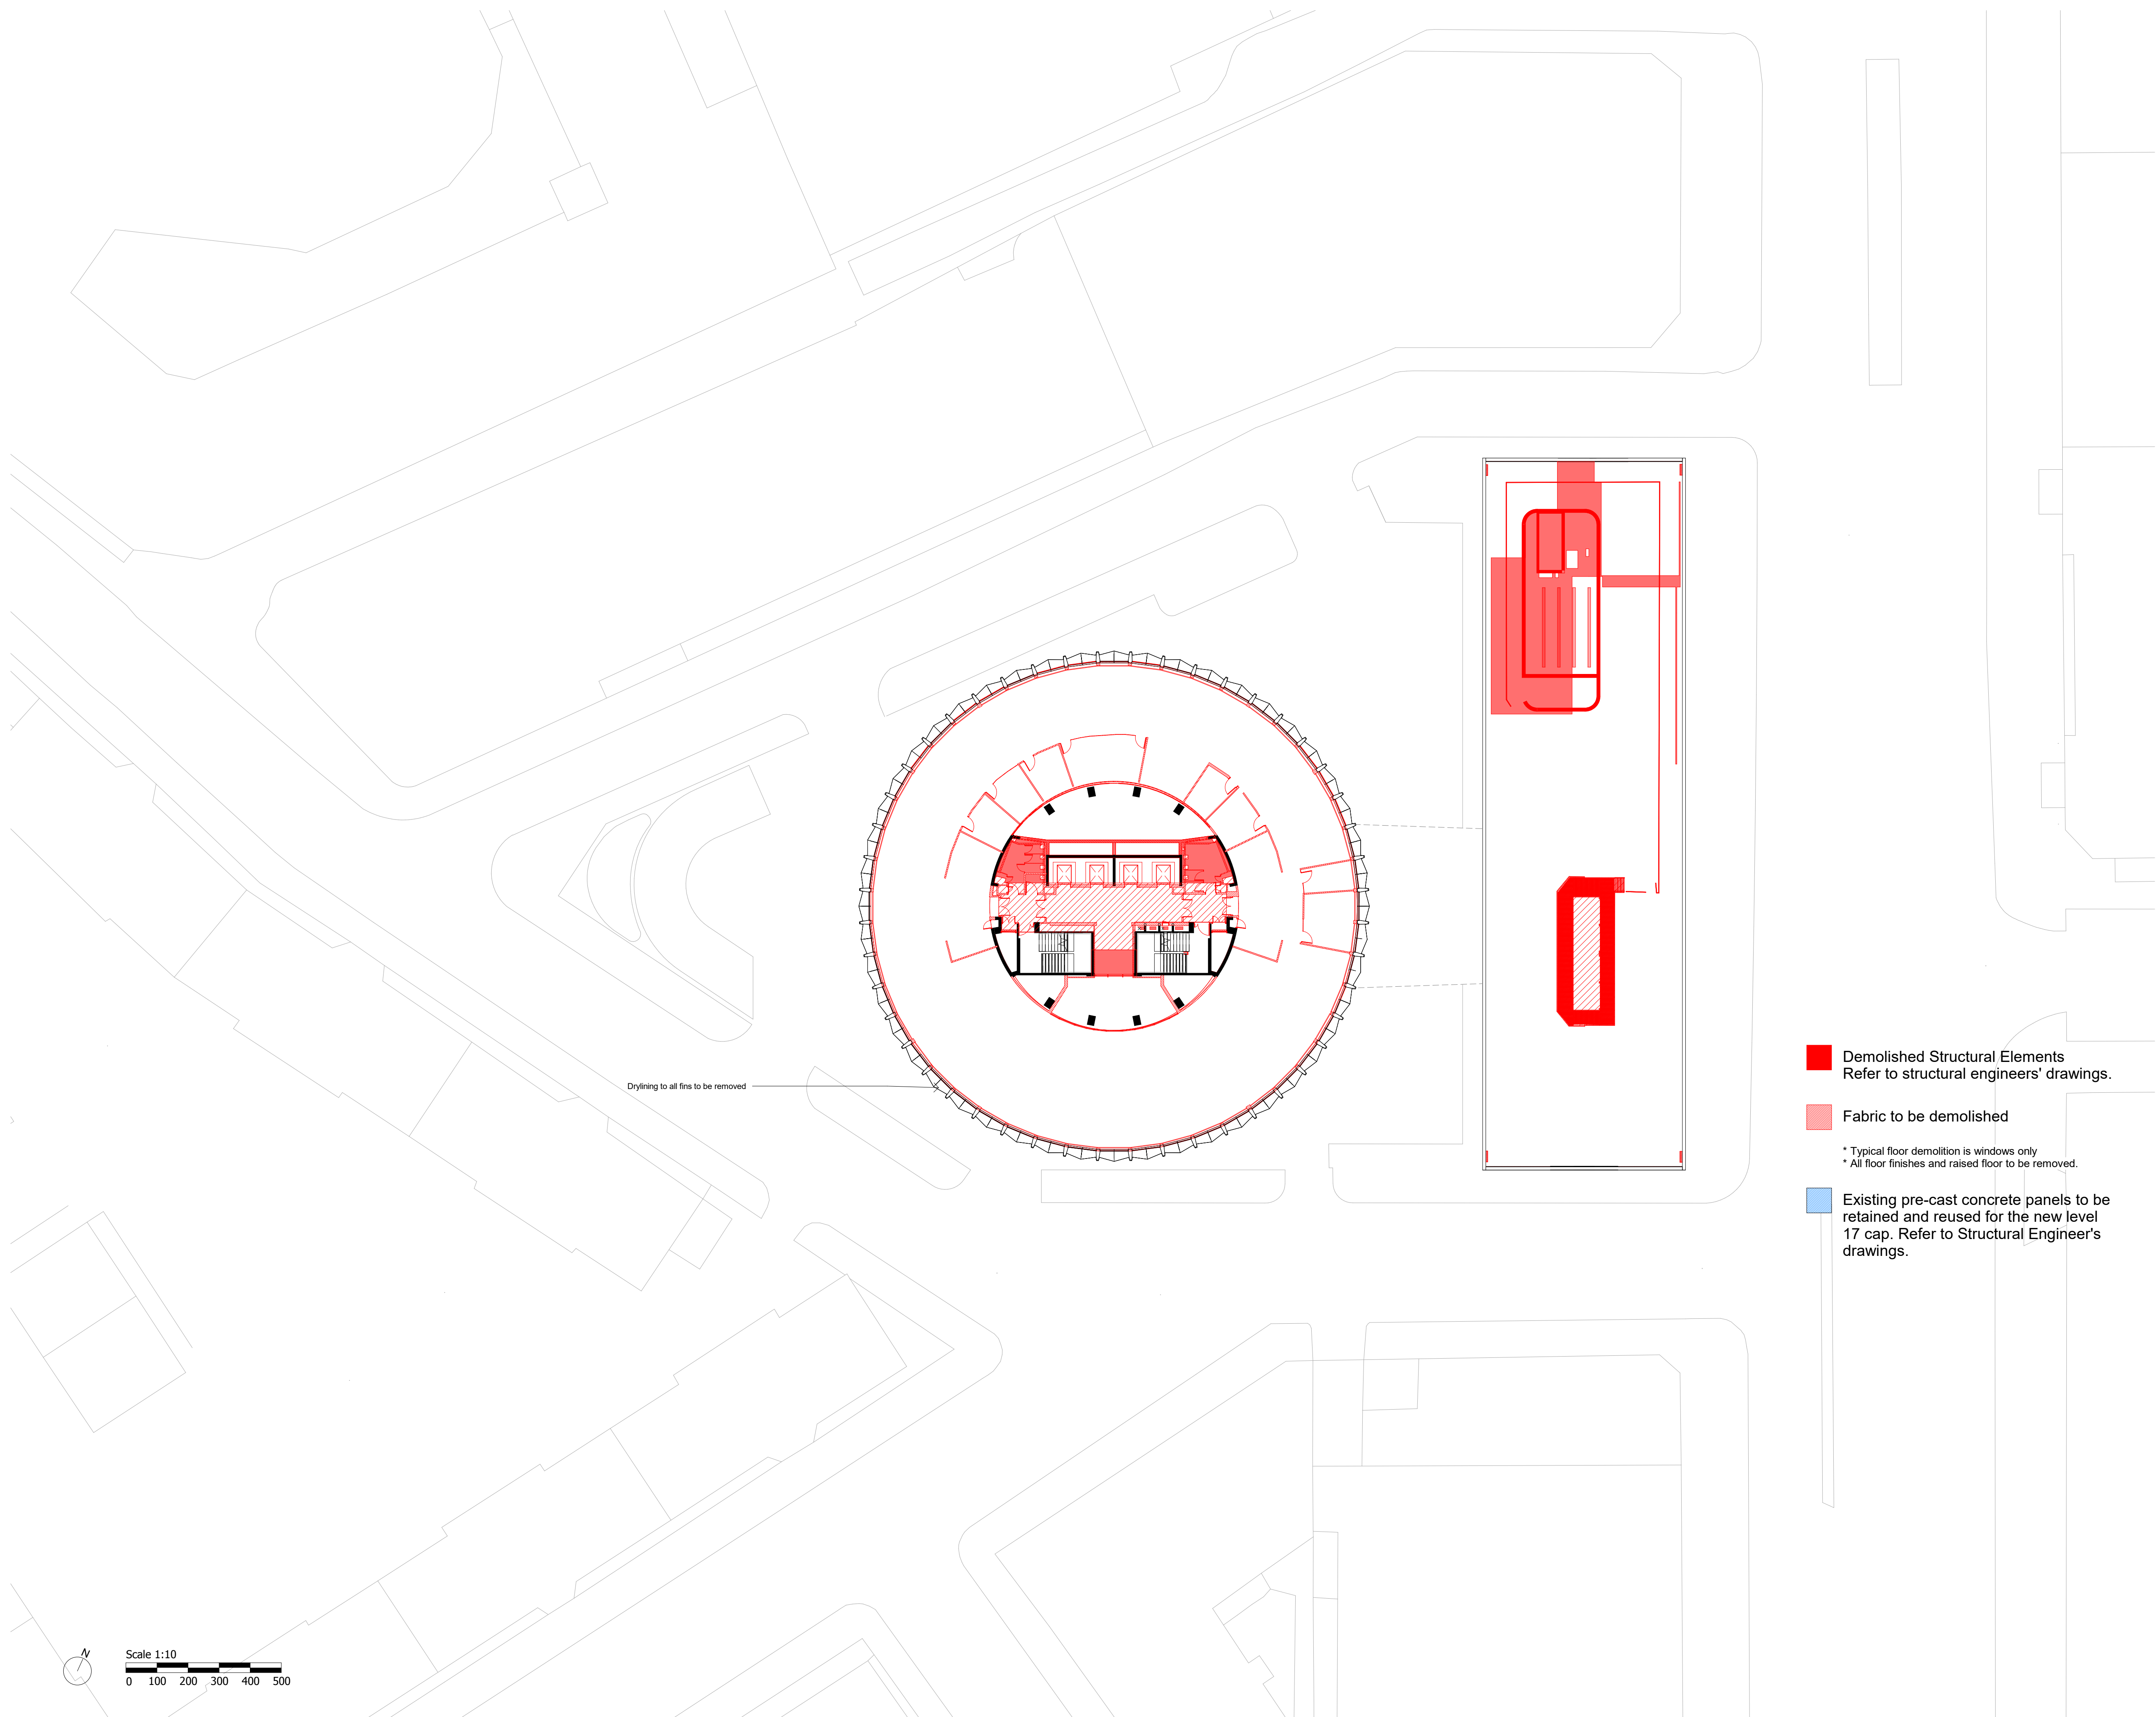 Drylining to all fins to be removed
Demolished Structural Elements
Refer to structural engineers' drawings.
Fabric to be demolished
* Typical floor demolition is windows only
* All floor finishes and raised floor to be removed.
Existing pre-cast concrete panels to be
retained and reused for the new level
17 cap. Refer to Structural Engineer's
drawings.
N
Scale 1:10
0 100 200 300 400 500